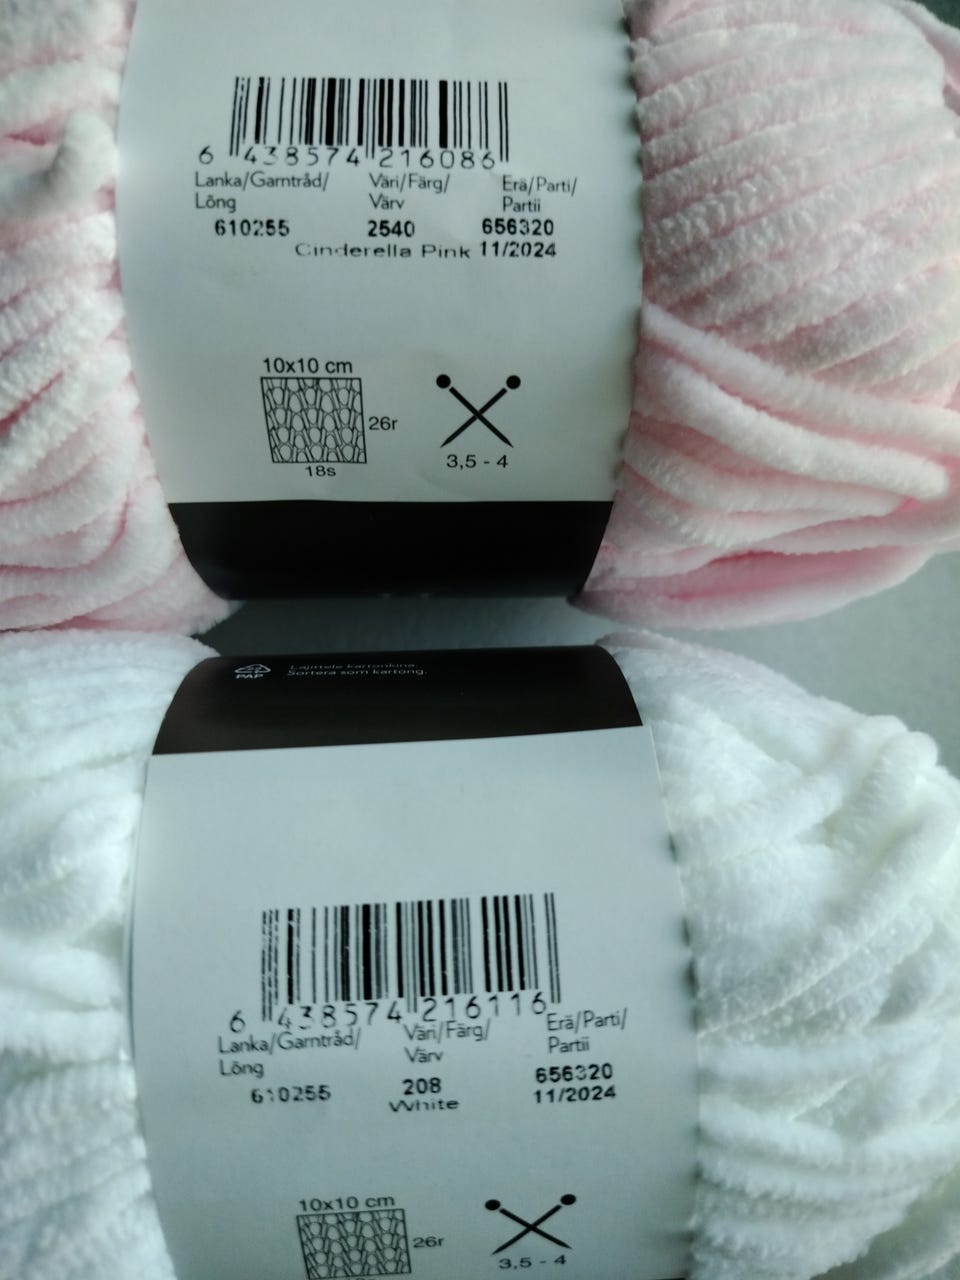 6 438574 216086
Lanka/Garntråd/ Väri/Färg/ Erä/Parti/
Lõng Värv Partii
610255 2540 656320
Cinderella Pink 11/2024
10x10 cm
26r
18s 3,5 - 4
PAP Lajittele kartonkina.
Sortera som kartong.
6 438574 216116
Lanka/Garntråd/ Väri/Färg/ Erä/Parti/
Lõng Värv Partii
610255 208 656320
White 11/2024
10x10 cm
26r
3,5 - 4